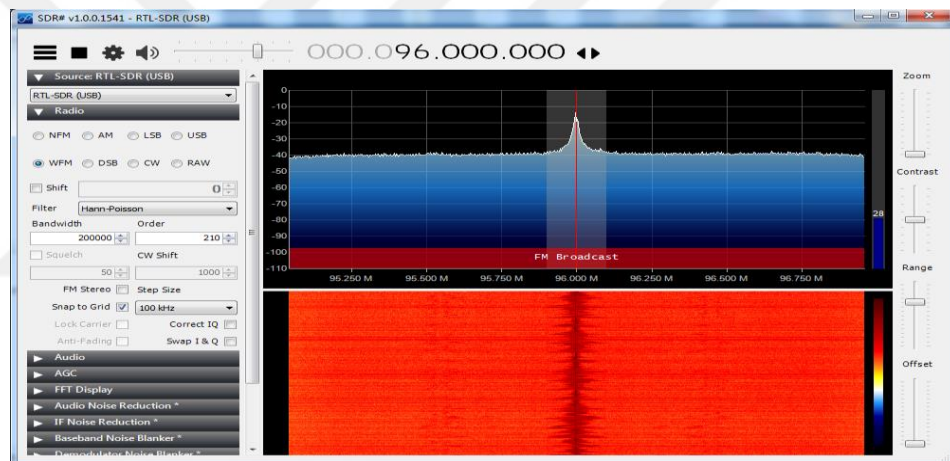 SDR# v1.0.0.1541 - RTL-SDR (USB)
000.096.000.000
Source: RTL-SDR (USB)
RTL-SDR (USB)
Radio
NFM AM LSB USB
WFM DSB CW RAW
Shift 0
Filter Hann-Poisson
Bandwidth Order
200000 210
Squelch CW Shift
50 1000
FM Stereo Step Size
Snap to Grid 100 kHz
Lock Carrier Correct IQ
Anti-Fading Swap I & Q
Audio
AGC
FFT Display
Audio Noise Reduction *
IF Noise Reduction *
Baseband Noise Blanker *
Demodulator Noise Blanker *
0
-10
-20
-30
-40
-50
-60
-70
-80
-90
-100
-110
28
FM Broadcast
95.250 M 95.500 M 95.750 M 96.000 M 96.250 M 96.500 M 96.750 M
Zoom
Contrast
Range
Offset